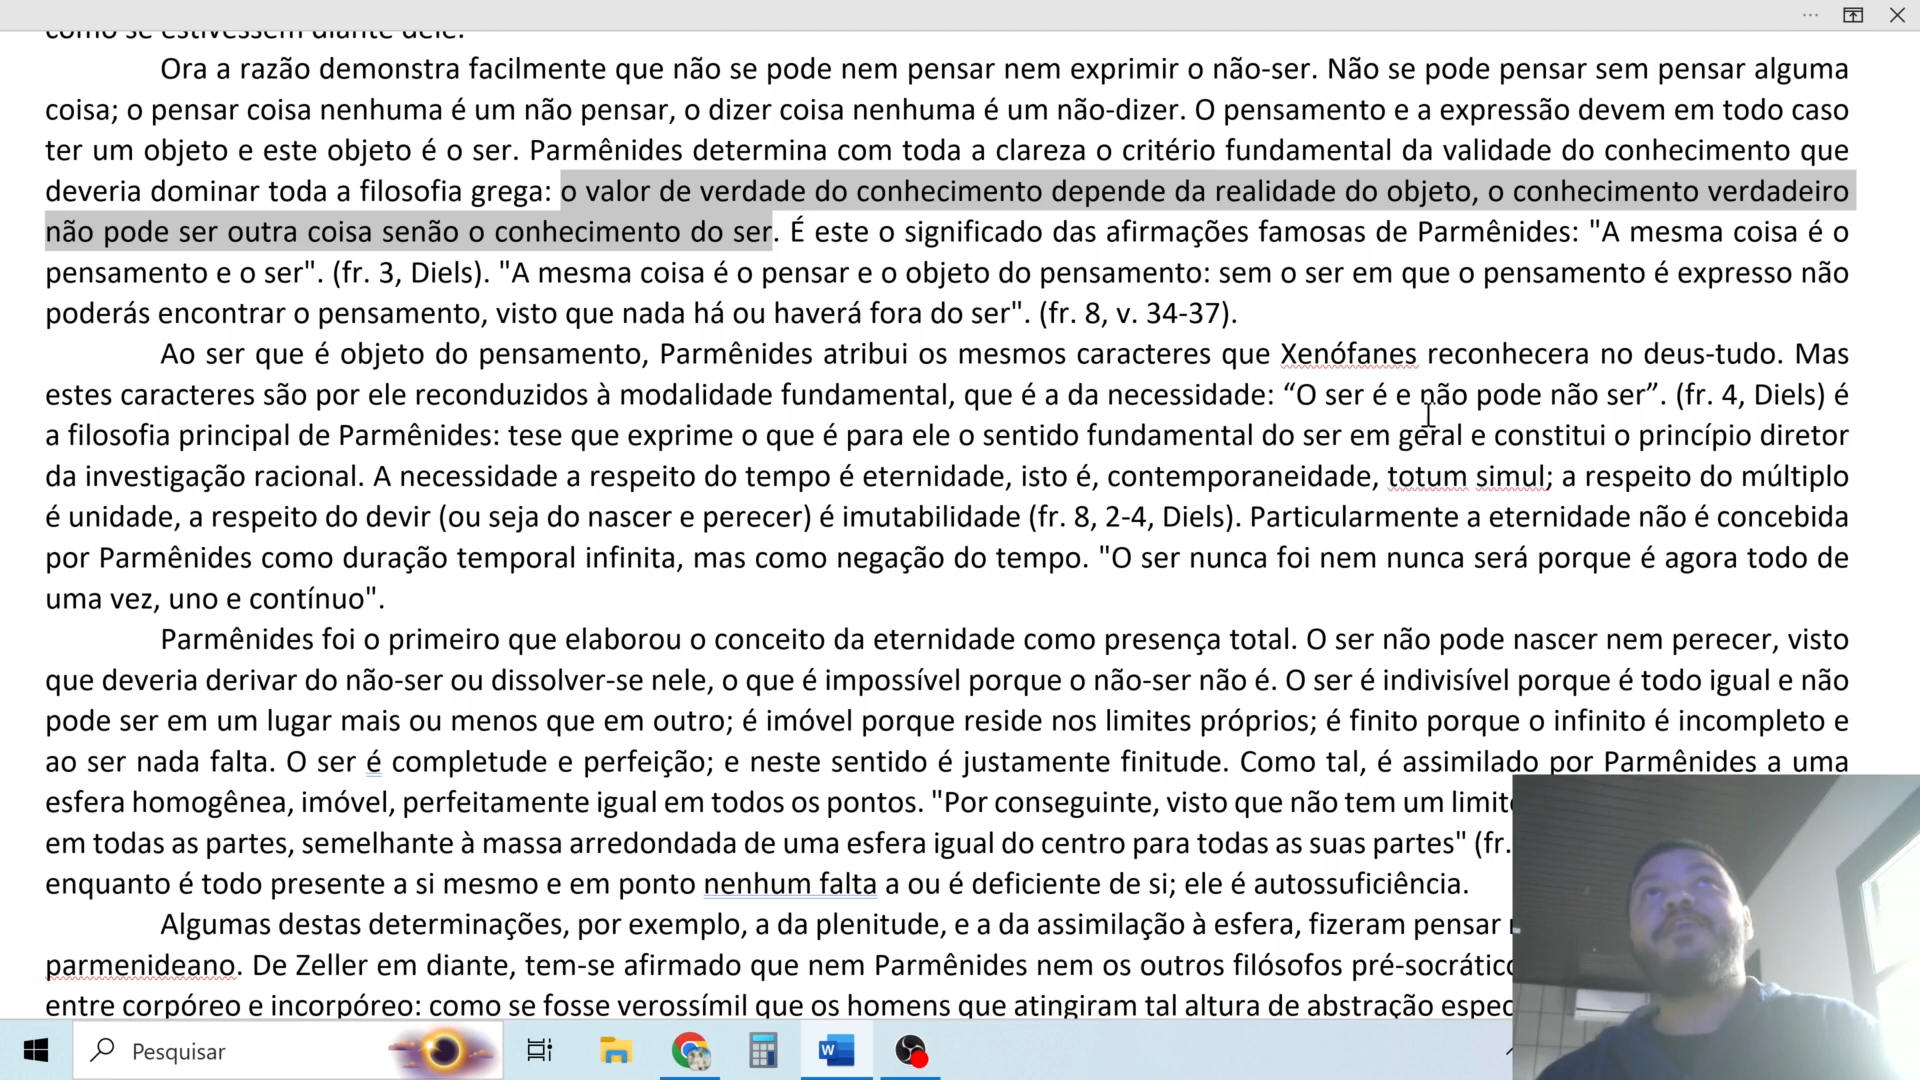 como se estivessem diante dele.
Ora a razão demonstra facilmente que não se pode nem pensar nem exprimir o não-ser. Não se pode pensar sem pensar alguma
coisa; o pensar coisa nenhuma é um não pensar, o dizer coisa nenhuma é um não-dizer. O pensamento e a expressão devem em todo caso
ter um objeto e este objeto é o ser. Parmênides determina com toda a clareza o critério fundamental da validade do conhecimento que
deveria dominar toda a filosofia grega: o valor de verdade do conhecimento depende da realidade do objeto, o conhecimento verdadeiro
não pode ser outra coisa senão o conhecimento do ser. É este o significado das afirmações famosas de Parmênides: "A mesma coisa é o
pensamento e o ser". (fr. 3, Diels). "A mesma coisa é o pensar e o objeto do pensamento: sem o ser em que o pensamento é expresso não
poderás encontrar o pensamento, visto que nada há ou haverá fora do ser". (fr. 8, v. 34-37).
Ao ser que é objeto do pensamento, Parmênides atribui os mesmos caracteres que Xenófanes reconhecera no deus-tudo. Mas
estes caracteres são por ele reconduzidos à modalidade fundamental, que é a da necessidade: “O ser é e não pode não ser”. (fr. 4, Diels) é
a filosofia principal de Parmênides: tese que exprime o que é para ele o sentido fundamental do ser em geral e constitui o princípio diretor
da investigação racional. A necessidade a respeito do tempo é eternidade, isto é, contemporaneidade, totum simul; a respeito do múltiplo
é unidade, a respeito do devir (ou seja do nascer e perecer) é imutabilidade (fr. 8, 2-4, Diels). Particularmente a eternidade não é concebida
por Parmênides como duração temporal infinita, mas como negação do tempo. "O ser nunca foi nem nunca será porque é agora todo de
uma vez, uno e contínuo".
Parmênides foi o primeiro que elaborou o conceito da eternidade como presença total. O ser não pode nascer nem perecer, visto
que deveria derivar do não-ser ou dissolver-se nele, o que é impossível porque o não-ser não é. O ser é indivisível porque é todo igual e não
pode ser em um lugar mais ou menos que em outro; é imóvel porque reside nos limites próprios; é finito porque o infinito é incompleto e
ao ser nada falta. O ser é completude e perfeição; e neste sentido é justamente finitude. Como tal, é assimilado por Parmênides a uma
esfera homogênea, imóvel, perfeitamente igual em todos os pontos. "Por conseguinte, visto que não tem um limit
em todas as partes, semelhante à massa arredondada de uma esfera igual do centro para todas as suas partes" (fr.
enquanto é todo presente a si mesmo e em ponto nenhum falta a ou é deficiente de si; ele é autossuficiência.
Algumas destas determinações, por exemplo, a da plenitude, e a da assimilação à esfera, fizeram pensar
parmenideano. De Zeller em diante, tem-se afirmado que nem Parmênides nem os outros filósofos pré-socrátic
entre corpóreo e incorpóreo: como se fosse verossímil que os homens que atingiram tal altura de abstração espec
Pesquisar